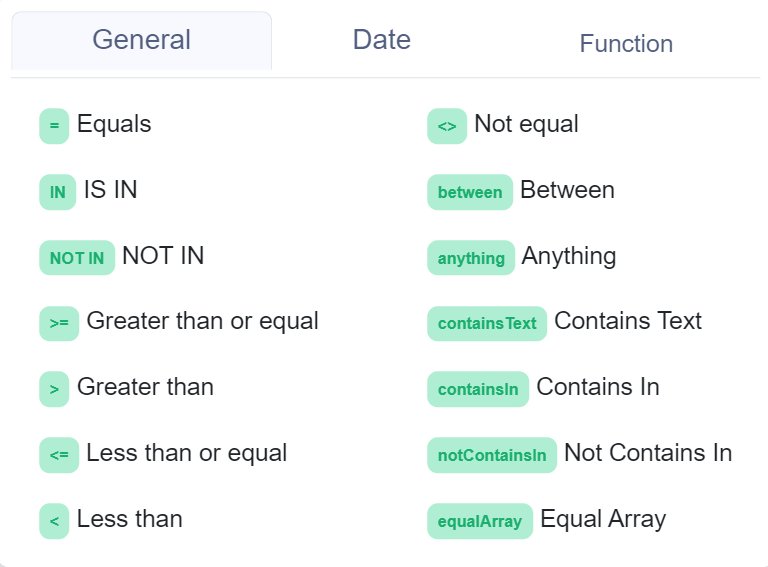 General Date Function
= Equals <> Not equal
IN IS IN between Between
NOT IN NOT IN anything Anything
>= Greater than or equal containsText Contains Text
> Greater than containsIn Contains In
<= Less than or equal notContainsIn Not Contains In
< Less than equalArray Equal Array